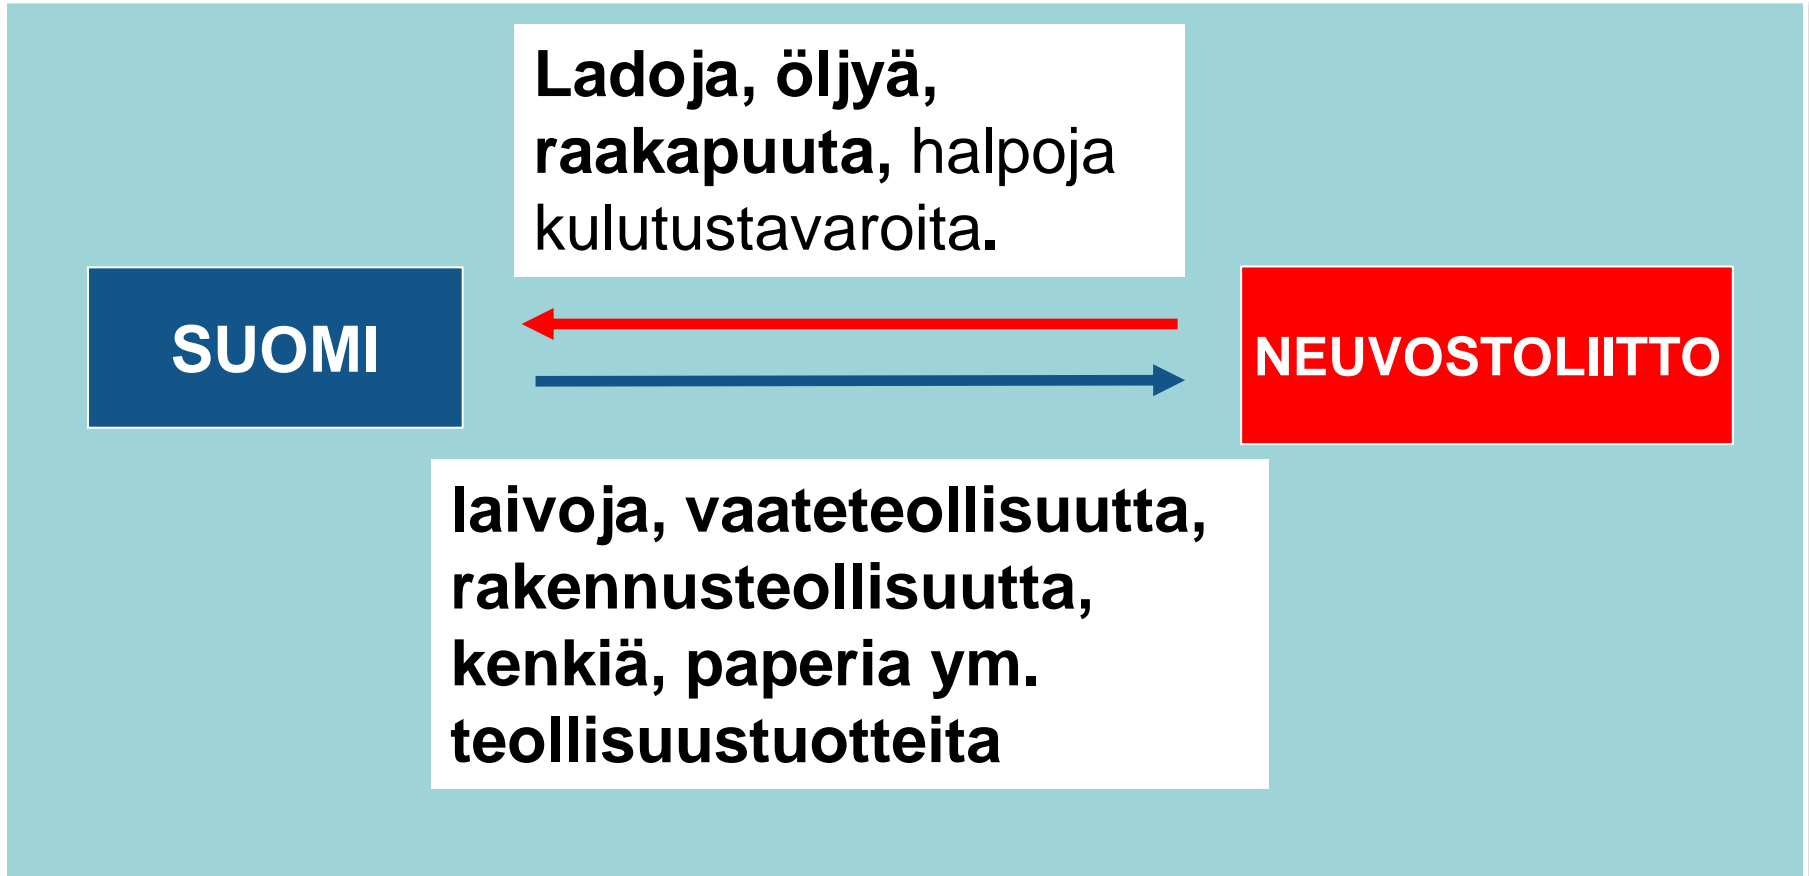 Ladoja, öljyä,
raakapuuta, halpoja
kulutustavaroita.
SUOMI
NEUVOSTOLIITTO
laivoja, vaateteollisuutta,
rakennusteollisuutta,
kenkiä, paperia ym.
teollisuustuotteita